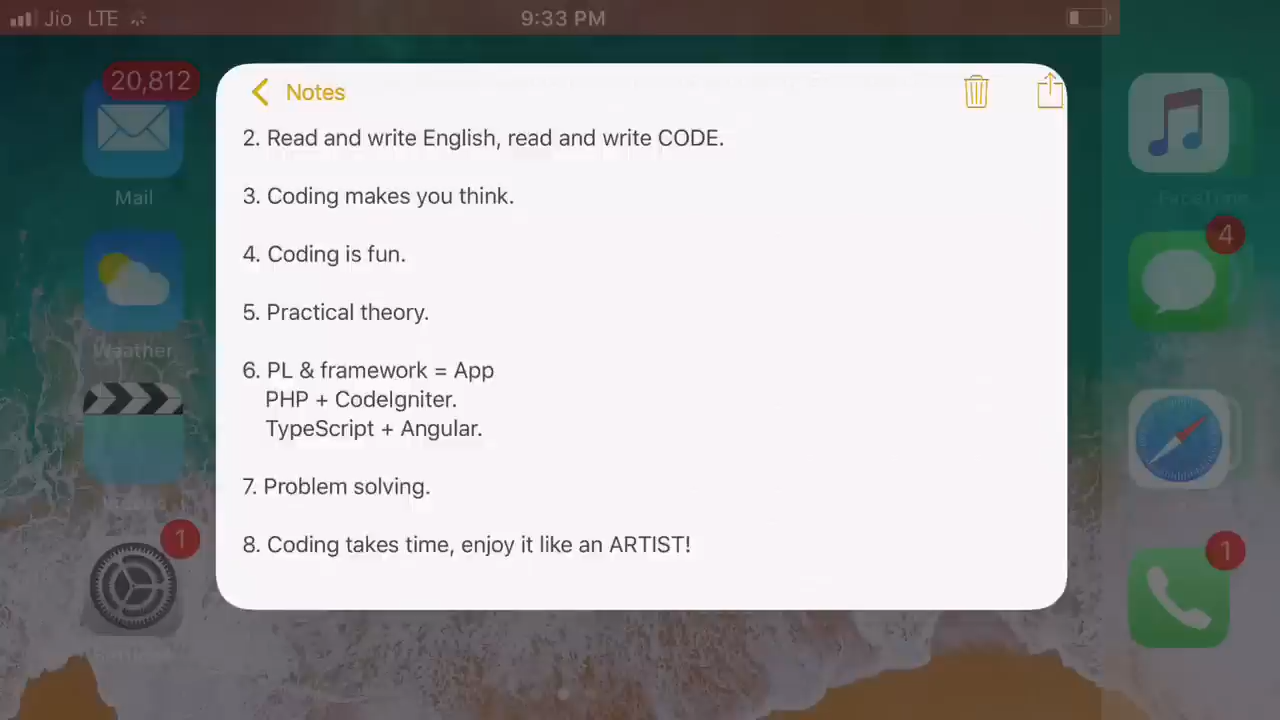 Jio LTE 9:33 PM
20,812
Notes
2. Read and write English, read and write CODE.
Mail
3. Coding makes you think.
FaceTime
4
4. Coding is fun.
5. Practical theory.
Weather
6. PL & framework = App
PHP + CodeIgniter.
TypeScript + Angular.
7. Problem solving.
8. Coding takes time, enjoy it like an ARTIST!
1
1